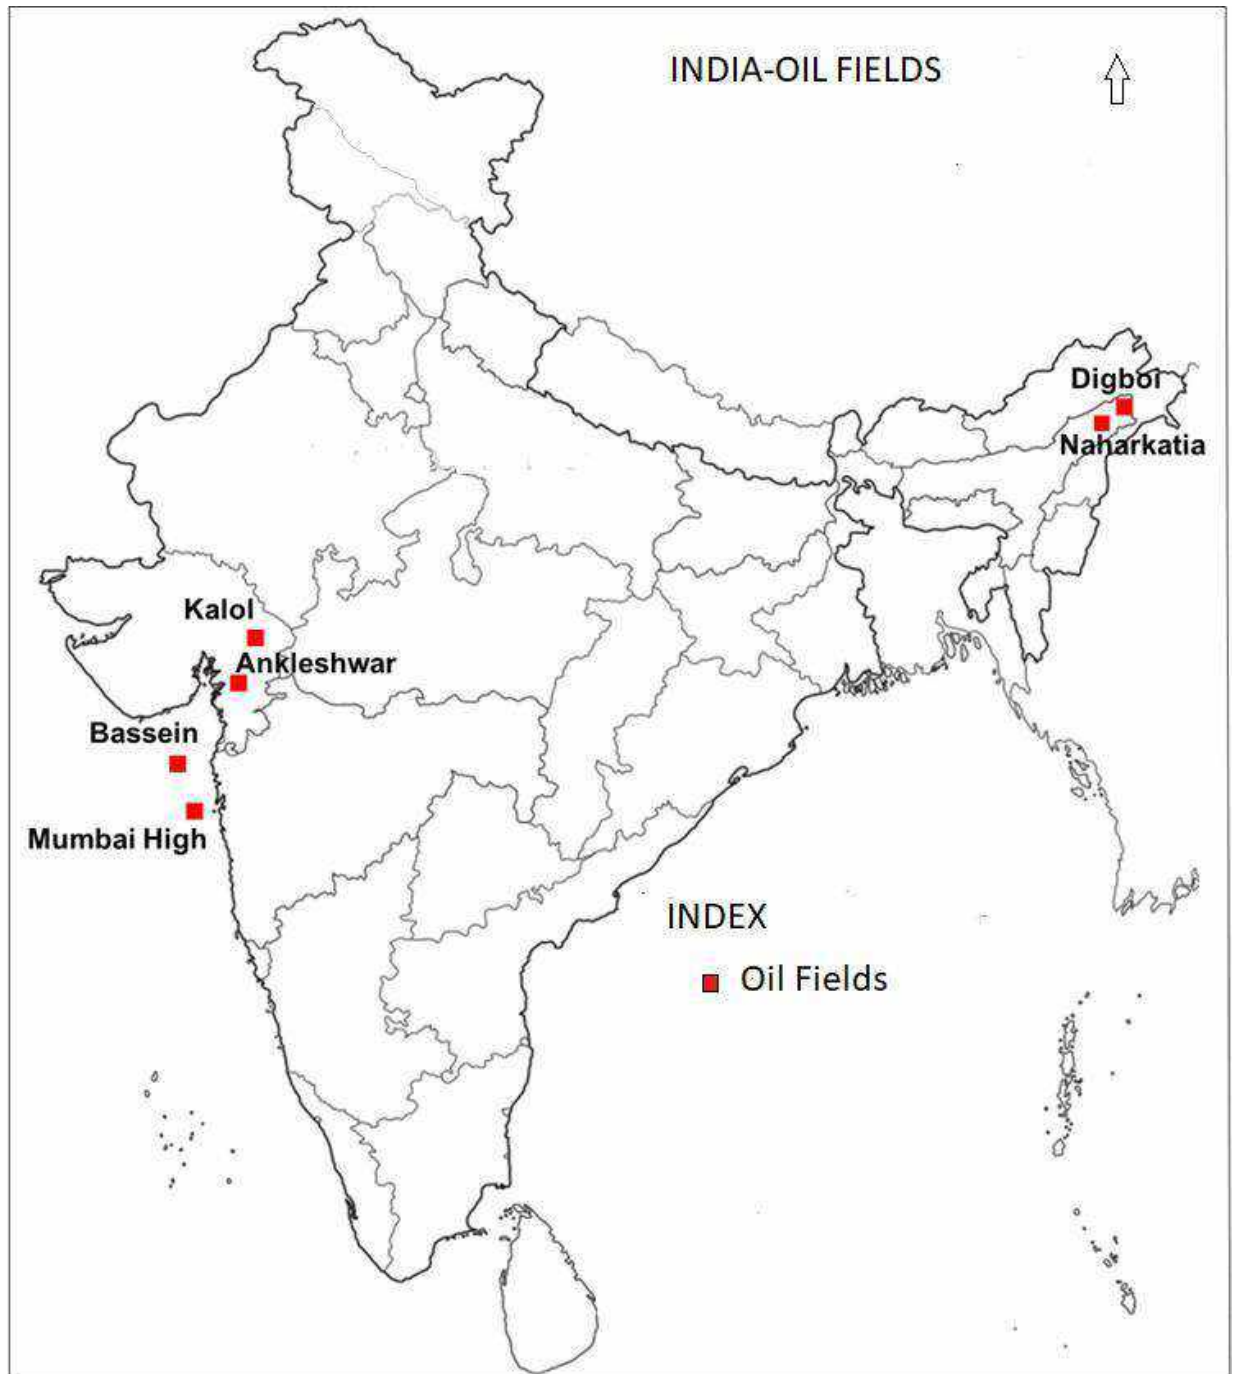 INDIA-OIL FIELDS
Digboi
Naharkatia
Kalol
Ankleshwar
Bassein
Mumbai High
INDEX
Oil Fields